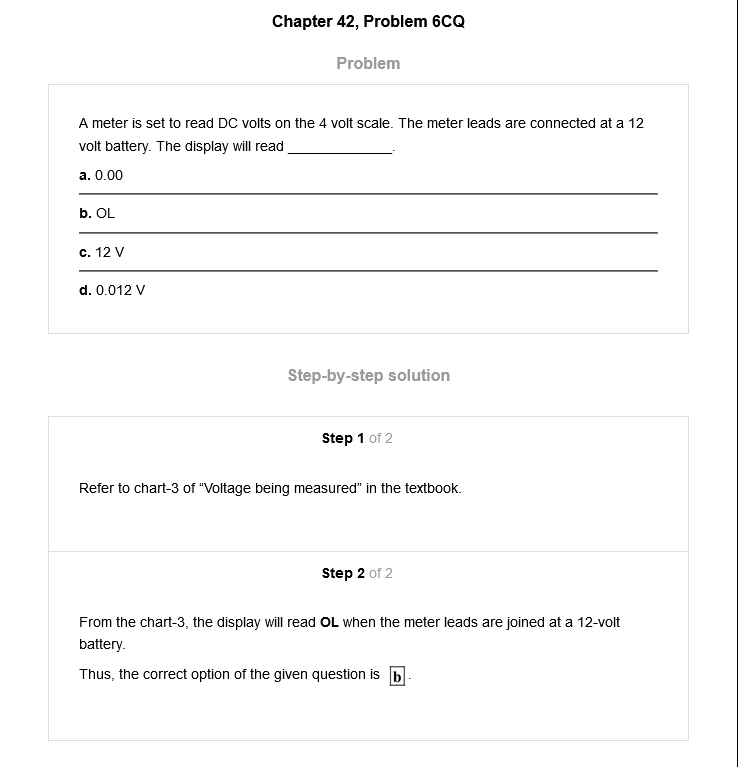 Chapter 42, Problem 6CQ
Problem
A meter is set to read DC volts on the 4 volt scale. The meter leads are connected at a 12
volt battery. The display will read ______________.
a. 0.00
b. OL
c. 12 V
d. 0.012 V
Step-by-step solution
Step 1 of 2
Refer to chart-3 of “Voltage being measured” in the textbook.
Step 2 of 2
From the chart-3, the display will read OL when the meter leads are joined at a 12-volt
battery.
Thus, the correct option of the given question is b.